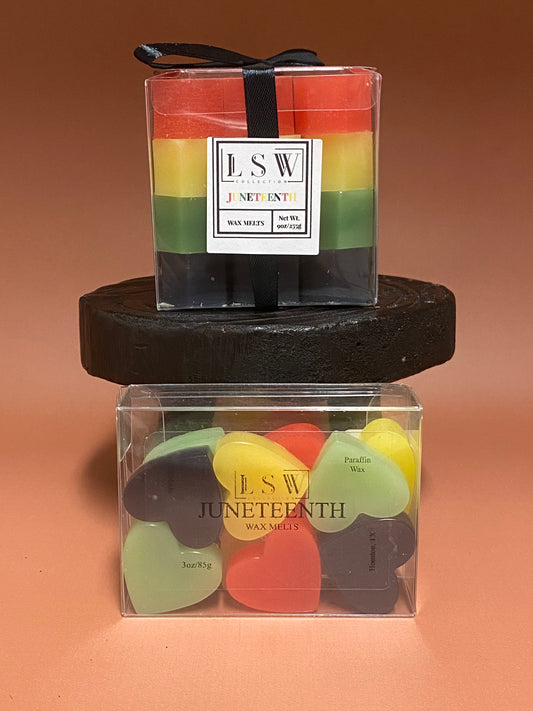 LSW
COLLECTION
JUNETEENTH
WAX MELTS
Net Wt.
9oz/255g
Paraffin
Wax
LSW
COLLECTION
JUNETEENTH
WAX MELTS
3oz/85g
Houston, TX